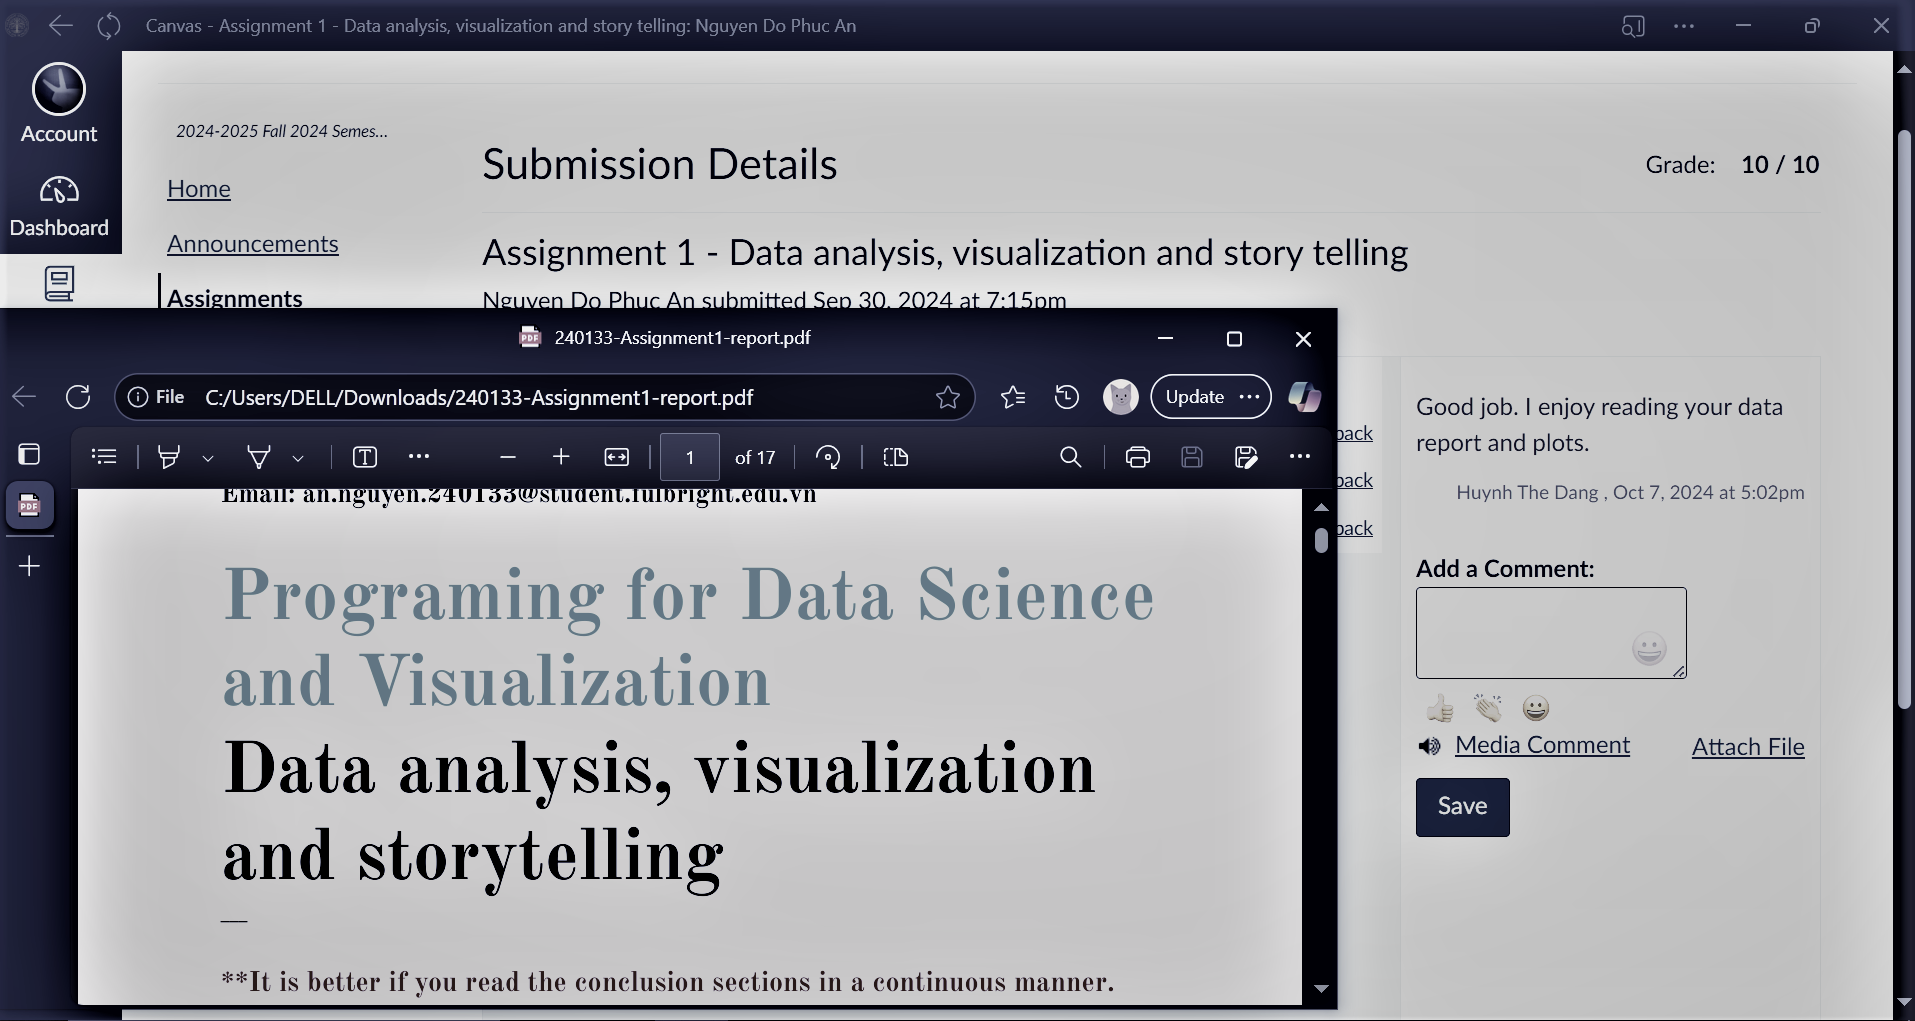 Canvas - Assignment 1 - Data analysis, visualization and story telling: Nguyen Do Phuc An
Account
Dashboard
2024-2025 Fall 2024 Semes...
Home
Announcements
Assignments
Submission Details
Grade: 10 / 10
Assignment 1 - Data analysis, visualization and story telling
Nguyen Do Phuc An submitted Sep 30, 2024 at 7:15pm
PDF 240133-Assignment1-report.pdf
File C:/Users/DELL/Downloads/240133-Assignment1-report.pdf
Update
1 of 17
PDF
Email: an.nguyen.240133@student.fulbright.edu.vn
Programing for Data Science
and Visualization
Data analysis, visualization
and storytelling
**It is better if you read the conclusion sections in a continuous manner.
back
back
back
Good job. I enjoy reading your data
report and plots.
Huynh The Dang , Oct 7, 2024 at 5:02pm
Add a Comment:
Media Comment
Attach File
Save